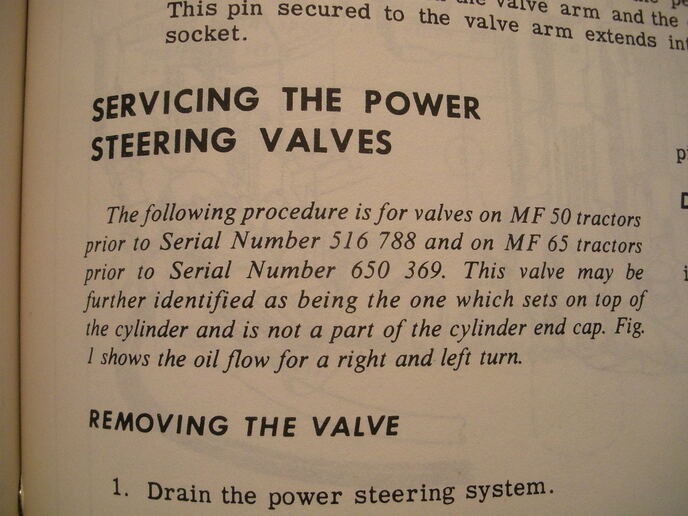 the valve arm and the
This pin secured to the valve arm extends
socket.
SERVICING THE POWER
STEERING VALVES
The following procedure is for valves on MF 50 tractors
prior to Serial Number 516 788 and on MF 65 tractors
prior to Serial Number 650 369. This valve may be
further identified as being the one which sets on top of
the cylinder and is not a part of the cylinder end cap. Fig.
1 shows the oil flow for a right and left turn.
REMOVING THE VALVE
1. Drain the power steering system.